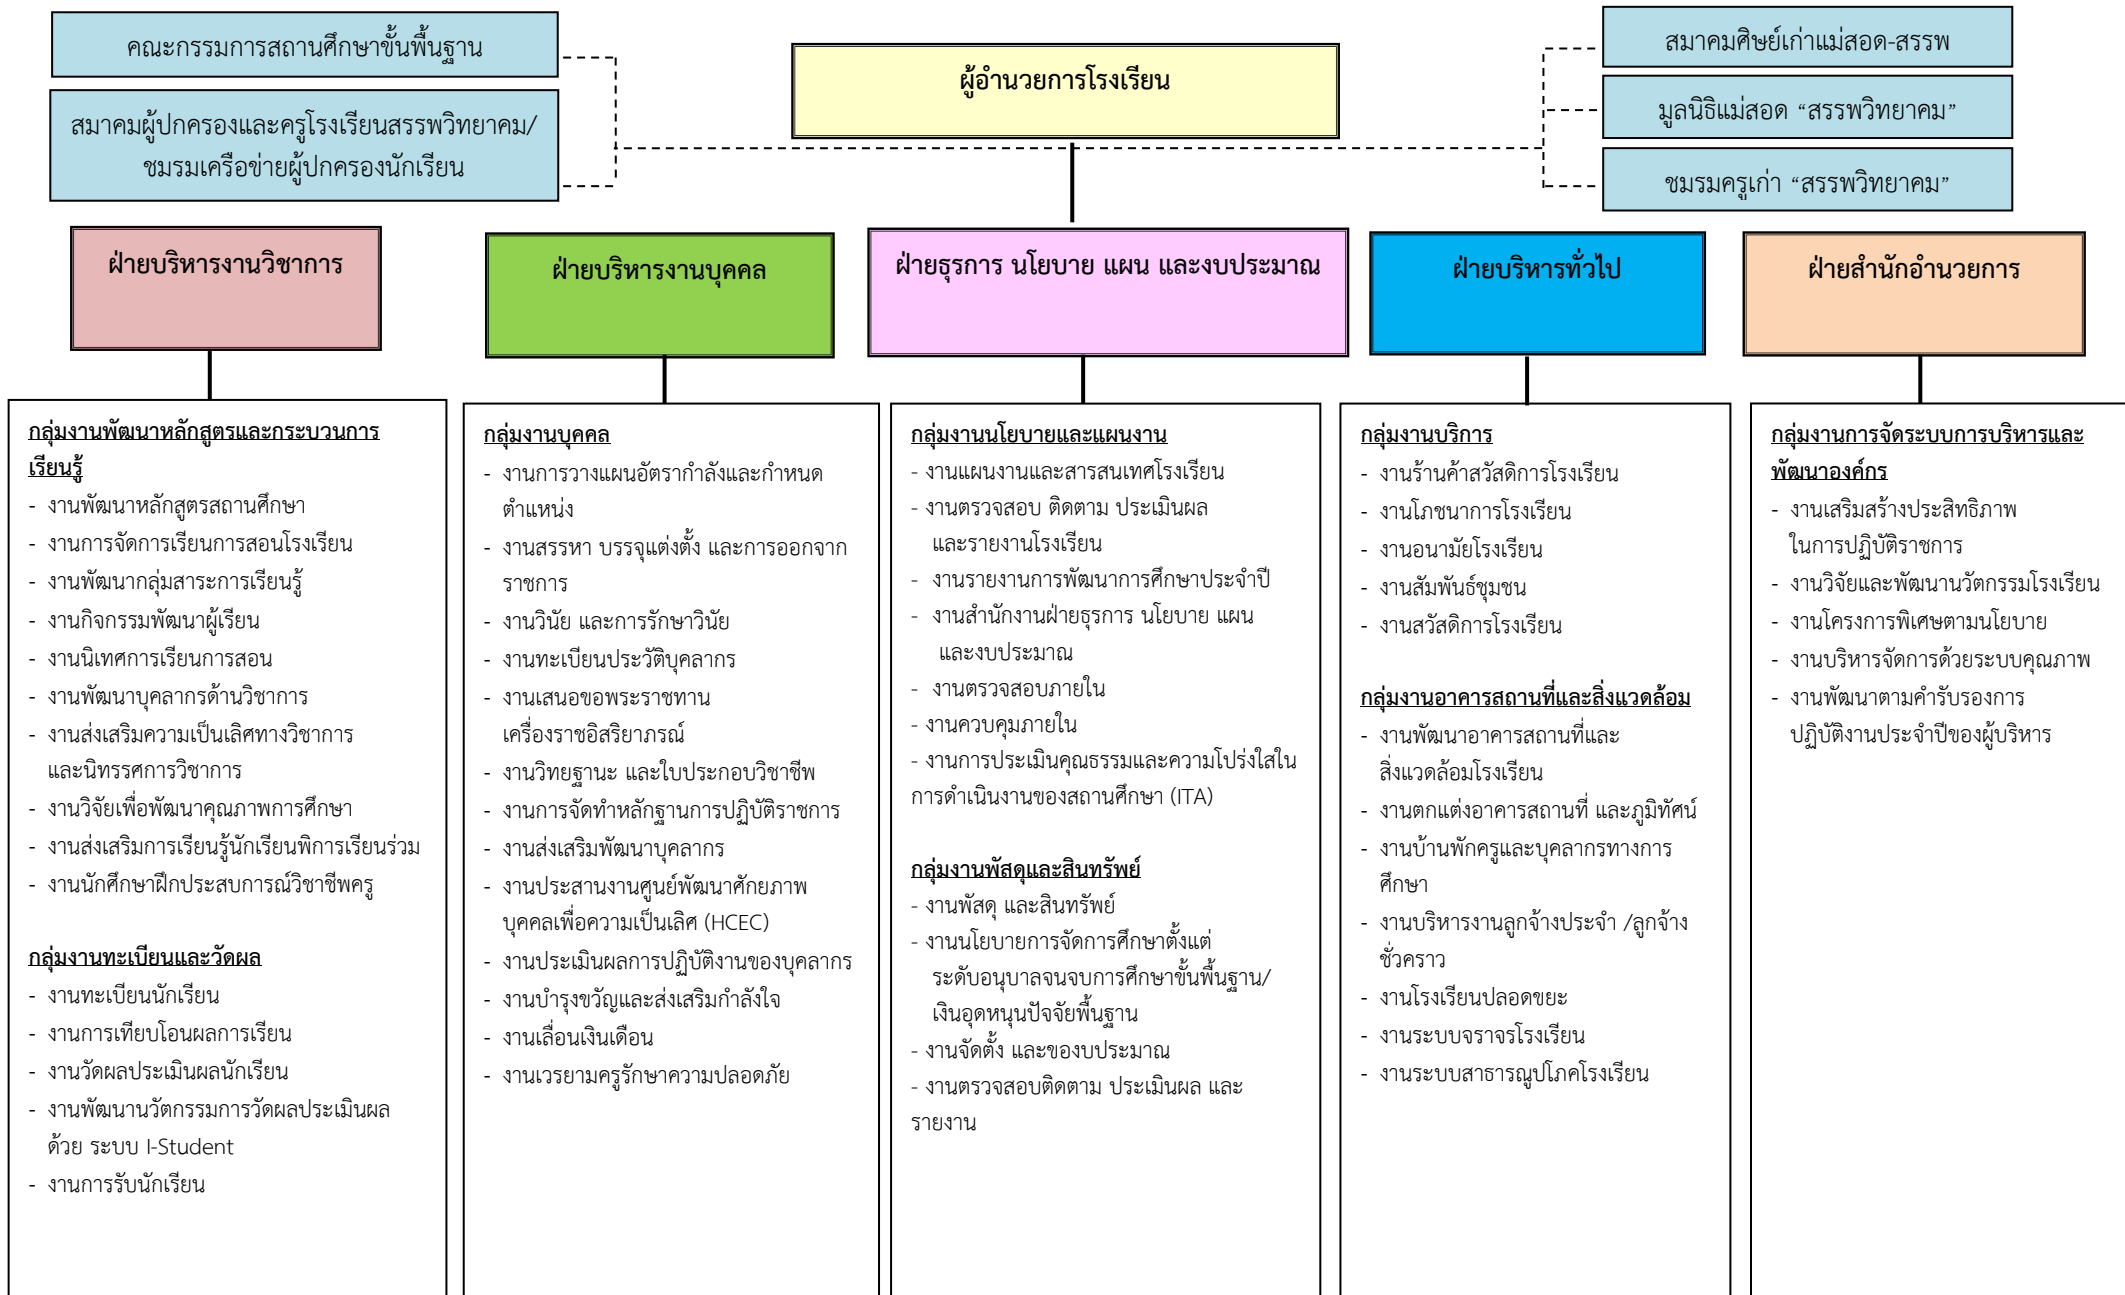 คณะกรรมการสถานศึกษาขั้นพื้นฐาน
สมาคมผู้ปกครองและครูโรงเรียนสรรพวิทยาคม/
ชมรมเครือข่ายผู้ปกครองนักเรียน
ผู้อำนวยการโรงเรียน
สมาคมศิษย์เก่าแม่สอด-สรรพ
มูลนิธิแม่สอด “สรรพวิทยาคม”
ชมรมครูเก่า “สรรพวิทยาคม”
ฝ่ายบริหารงานวิชาการ
ฝ่ายบริหารงานบุคคล
ฝ่ายธุรการ นโยบาย แผน และงบประมาณ
ฝ่ายบริหารทั่วไป
ฝ่ายสำนักอำนวยการ
กลุ่มงานพัฒนาหลักสูตรและกระบวนการ
เรียนรู้
- งานพัฒนาหลักสูตรสถานศึกษา
- งานการจัดการเรียนการสอนโรงเรียน
- งานพัฒนากลุ่มสาระการเรียนรู้
- งานกิจกรรมพัฒนาผู้เรียน
- งานนิเทศการเรียนการสอน
- งานพัฒนาบุคลากรด้านวิชาการ
- งานส่งเสริมความเป็นเลิศทางวิชาการ
และนิทรรศการวิชาการ
- งานวิจัยเพื่อพัฒนาคุณภาพการศึกษา
- งานส่งเสริมการเรียนรู้นักเรียนพิการเรียนร่วม
- งานนักศึกษาฝึกประสบการณ์วิชาชีพครู
กลุ่มงานทะเบียนและวัดผล
- งานทะเบียนนักเรียน
- งานการเทียบโอนผลการเรียน
- งานวัดผลประเมินผลนักเรียน
- งานพัฒนานวัตกรรมการวัดผลประเมินผล
ด้วย ระบบ I-Student
- งานการรับนักเรียน
กลุ่มงานบุคคล
- งานการวางแผนอัตรากำลังและกำหนด
ตำแหน่ง
- งานสรรหา บรรจุแต่งตั้ง และการออกจาก
ราชการ
- งานวินัย และการรักษาวินัย
- งานทะเบียนประวัติบุคลากร
- งานเสนอขอพระราชทาน
เครื่องราชอิสริยาภรณ์
- งานวิทยฐานะ และใบประกอบวิชาชีพ
- งานการจัดทำหลักฐานการปฏิบัติราชการ
- งานส่งเสริมพัฒนาบุคลากร
- งานประสานงานศูนย์พัฒนาศักยภาพ
บุคคลเพื่อความเป็นเลิศ (HCEC)
- งานประเมินผลการปฏิบัติงานของบุคลากร
- งานบำรุงขวัญและส่งเสริมกำลังใจ
- งานเลื่อนเงินเดือน
- งานเวรยามครูรักษาความปลอดภัย
กลุ่มงานนโยบายและแผนงาน
- งานแผนงานและสารสนเทศโรงเรียน
- งานตรวจสอบ ติดตาม ประเมินผล
และรายงานโรงเรียน
- งานรายงานการพัฒนาการศึกษาประจำปี
- งานสำนักงานฝ่ายธุรการ นโยบาย แผน
และงบประมาณ
- งานตรวจสอบภายใน
- งานควบคุมภายใน
- งานการประเมินคุณธรรมและความโปร่งใสใน
การดำเนินงานของสถานศึกษา (ITA)
กลุ่มงานพัสดุและสินทรัพย์
- งานพัสดุ และสินทรัพย์
- งานนโยบายการจัดการศึกษาตั้งแต่
ระดับอนุบาลจนจบการศึกษาขั้นพื้นฐาน/
เงินอุดหนุนปัจจัยพื้นฐาน
- งานจัดตั้ง และของบประมาณ
- งานตรวจสอบติดตาม ประเมินผล และ
รายงาน
กลุ่มงานบริการ
- งานร้านค้าสวัสดิการโรงเรียน
- งานโภชนาการโรงเรียน
- งานอนามัยโรงเรียน
- งานสัมพันธ์ชุมชน
- งานสวัสดิการโรงเรียน
กลุ่มงานอาคารสถานที่และสิ่งแวดล้อม
- งานพัฒนาอาคารสถานที่และ
สิ่งแวดล้อมโรงเรียน
- งานตกแต่งอาคารสถานที่ และภูมิทัศน์
- งานบ้านพักครูและบุคลากรทางการ
ศึกษา
- งานบริหารงานลูกจ้างประจำ /ลูกจ้าง
ชั่วคราว
- งานโรงเรียนปลอดขยะ
- งานระบบจราจรโรงเรียน
- งานระบบสาธารณูปโภคโรงเรียน
กลุ่มงานการจัดระบบการบริหารและ
พัฒนาองค์กร
- งานเสริมสร้างประสิทธิภาพ
ในการปฏิบัติราชการ
- งานวิจัยและพัฒนานวัตกรรมโรงเรียน
- งานโครงการพิเศษตามนโยบาย
- งานบริหารจัดการด้วยระบบคุณภาพ
- งานพัฒนาตามคำรับรองการ
ปฏิบัติงานประจำปีของผู้บริหาร